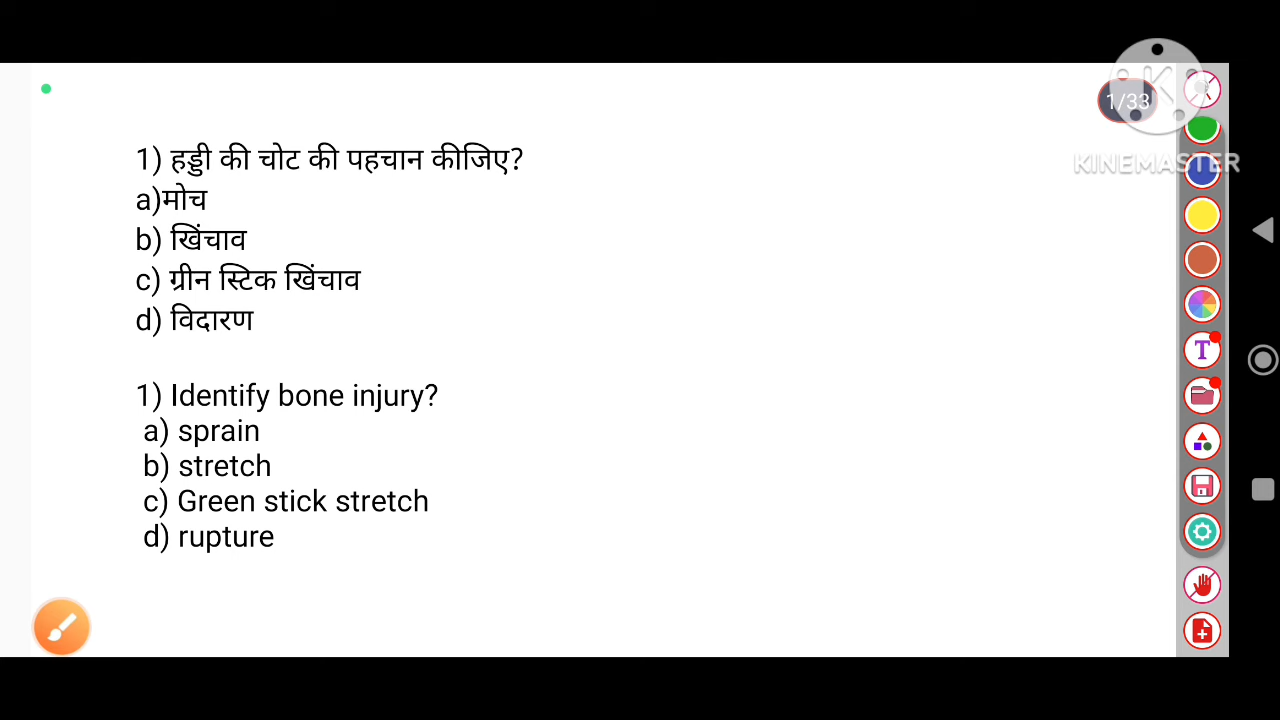 1/33
KINEMASTER
1) हड्डी की चोट की पहचान कीजिए?
a)मोच
b) खिंचाव
c) ग्रीन स्टिक खिंचाव
d) विदारण
1) Identify bone injury?
a) sprain
b) stretch
c) Green stick stretch
d) rupture
T